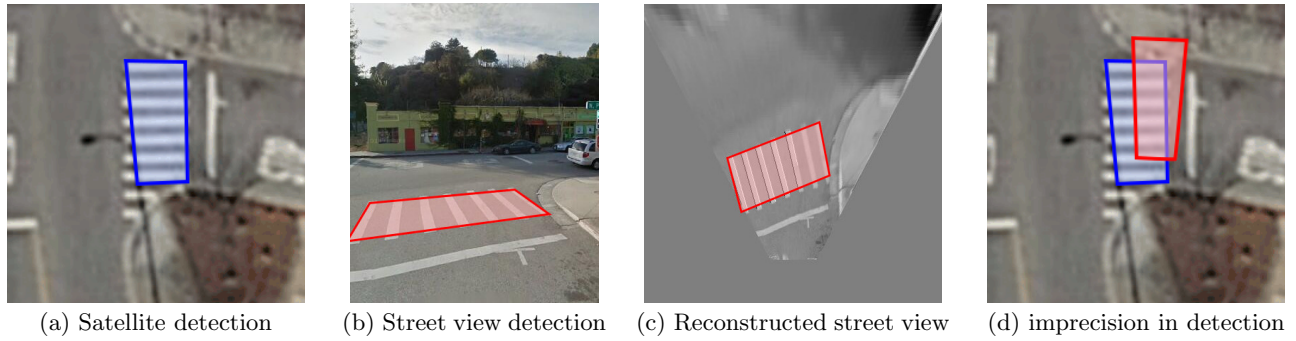 (a) Satellite detection
(b) Street view detection
(c) Reconstructed street view
(d) imprecision in detection